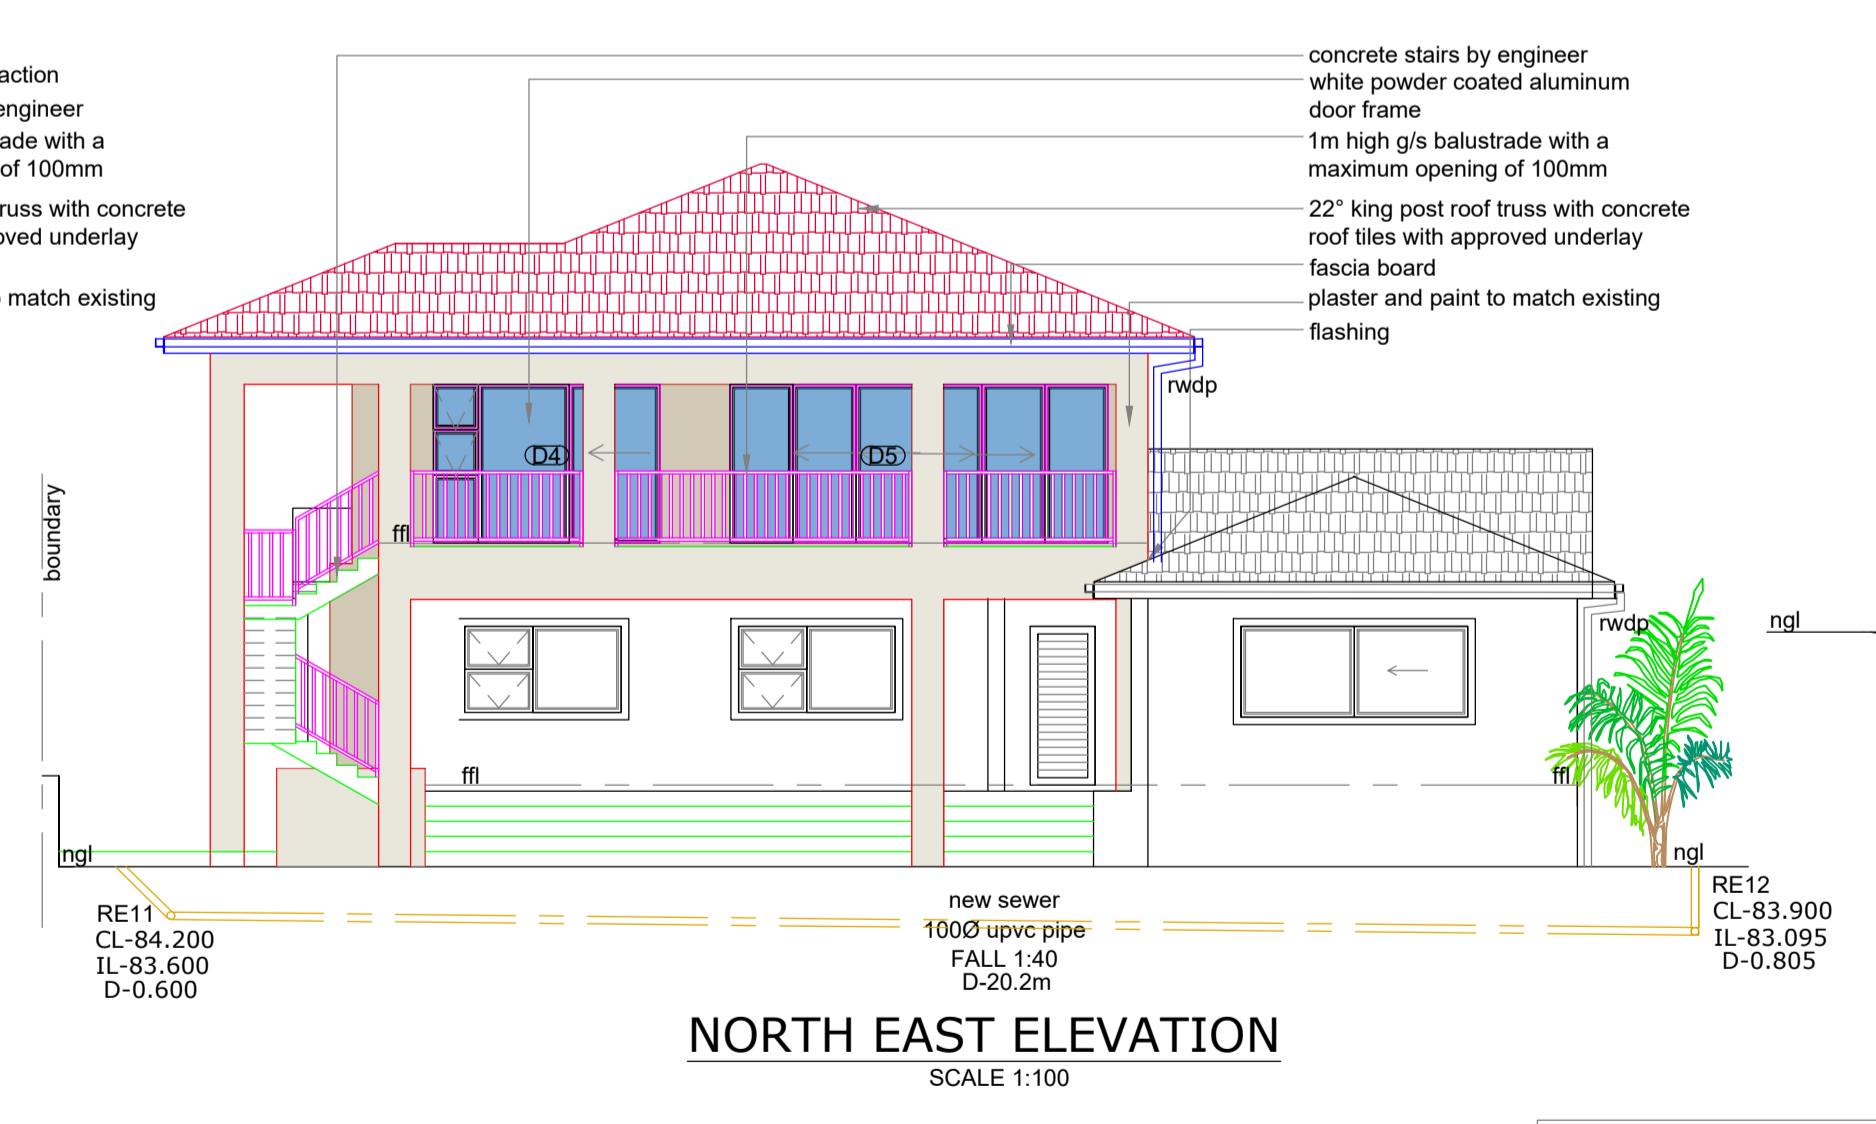 action
engineer
ade with a
of 100mm
russ with concrete
oved underlay
match existing
concrete stairs by engineer
white powder coated aluminum
door frame
1m high g/s balustrade with a
maximum opening of 100mm
22° king post roof truss with concrete
roof tiles with approved underlay
fascia board
plaster and paint to match existing
flashing
rwdp
D4
D5
boundary
ffl
rwdp
ngl
ffl
ffl
ngl
ngl
RE11
CL-84.200
IL-83.600
D-0.600
new sewer
100Ø upvc pipe
FALL 1:40
D-20.2m
RE12
CL-83.900
IL-83.095
D-0.805
NORTH EAST ELEVATION
SCALE 1:100